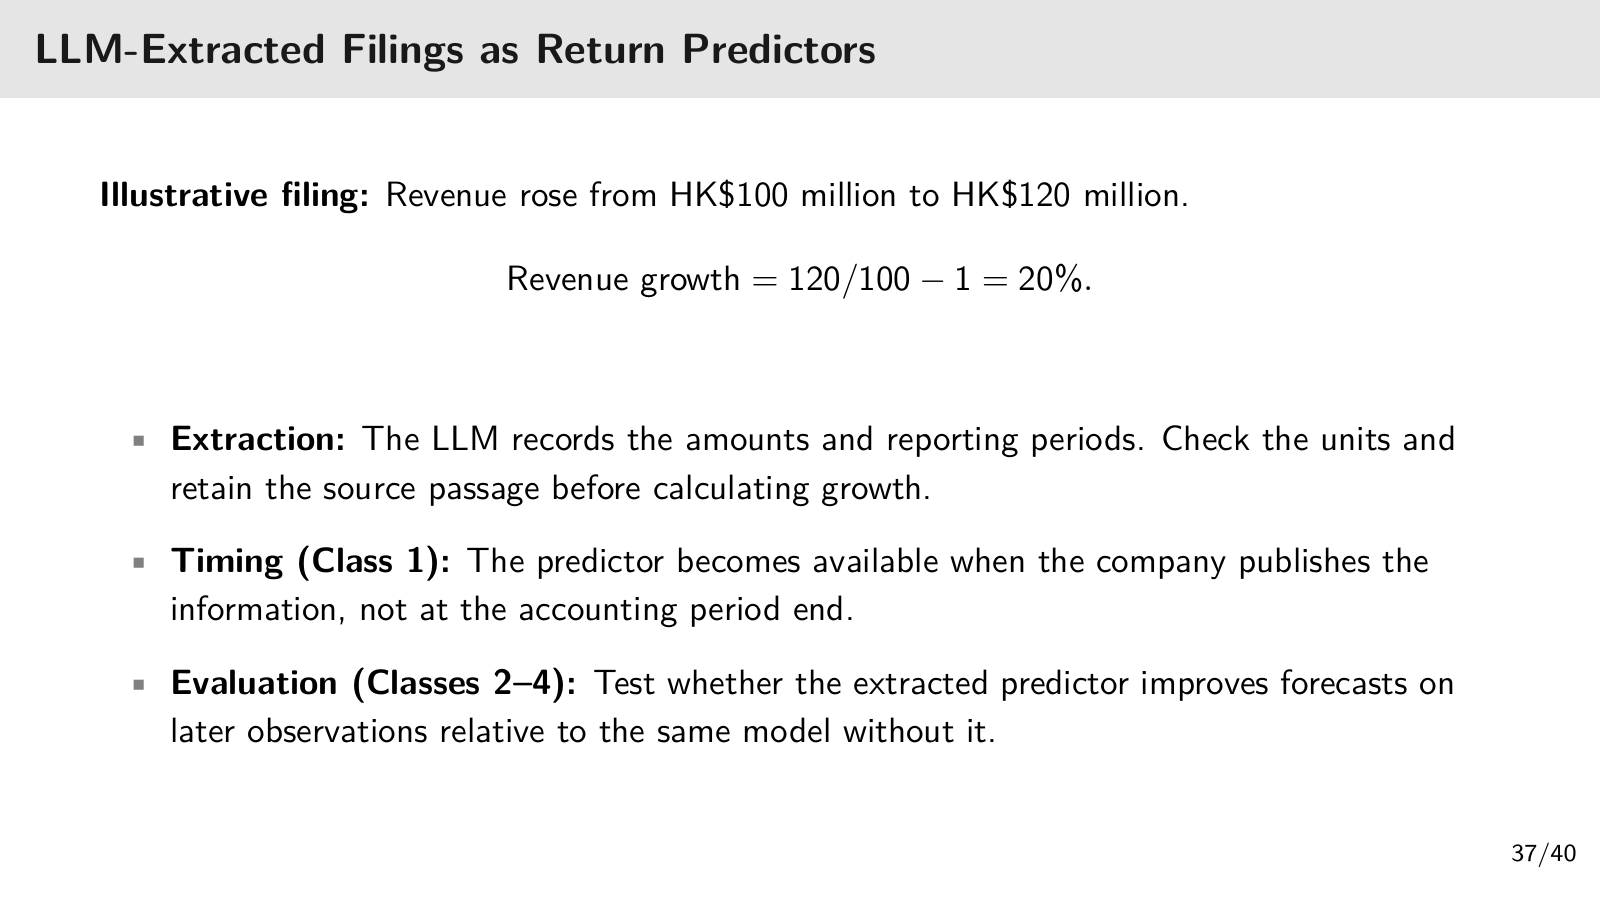 LLM-Extracted Filings as Return Predictors
Illustrative filing: Revenue rose from HK$100 million to HK$120 million.
Revenue growth = 120/100 − 1 = 20%.
▪ Extraction: The LLM records the amounts and reporting periods. Check the units and
retain the source passage before calculating growth.
▪ Timing (Class 1): The predictor becomes available when the company publishes the
information, not at the accounting period end.
▪ Evaluation (Classes 2–4): Test whether the extracted predictor improves forecasts on
later observations relative to the same model without it.
37/40